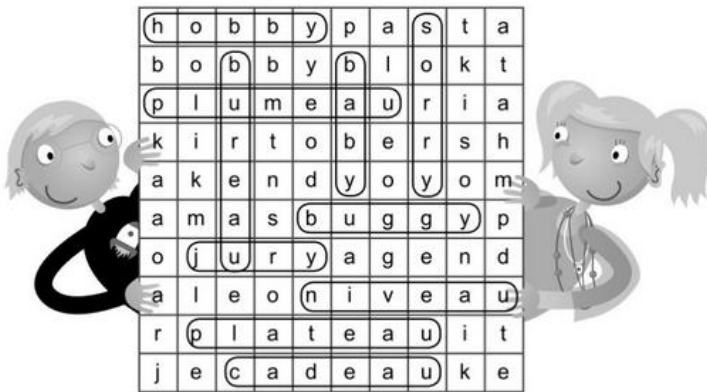 h o b b y p a s t a
b o b b y b l o k t
p l u m e a u r i a
k i r t o b e r s h
a k e n d y o y o m
a m a s b u g g y p
o j u r y a g e n d
a l e o n i v e a u
r p l a t e a u i t
j e c a d e a u k e